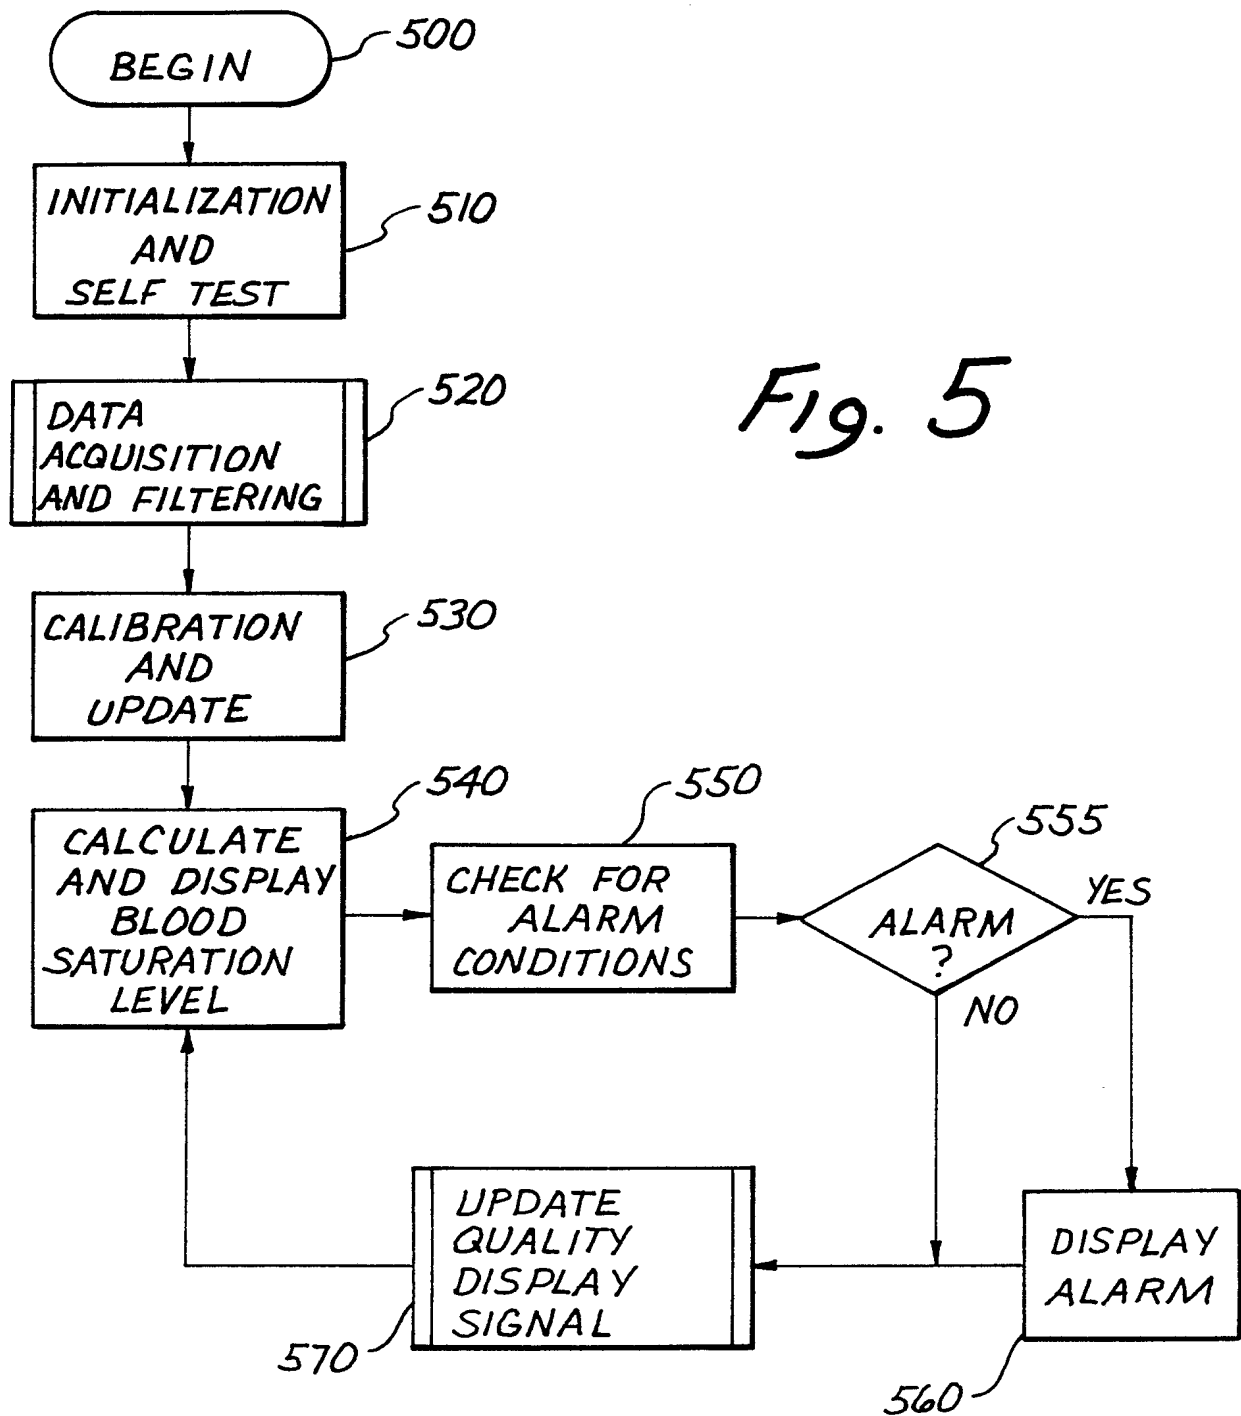 BEGIN
500
INITIALIZATION
AND
SELF TEST
510
DATA
ACQUISITION
AND FILTERING
520
Fig. 5
CALIBRATION
AND
UPDATE
530
CALCULATE
AND DISPLAY
BLOOD
SATURATION
LEVEL
540
CHECK FOR
ALARM
CONDITIONS
550
ALARM
?
555
YES
NO
UPDATE
QUALITY
DISPLAY
SIGNAL
570
DISPLAY
ALARM
560